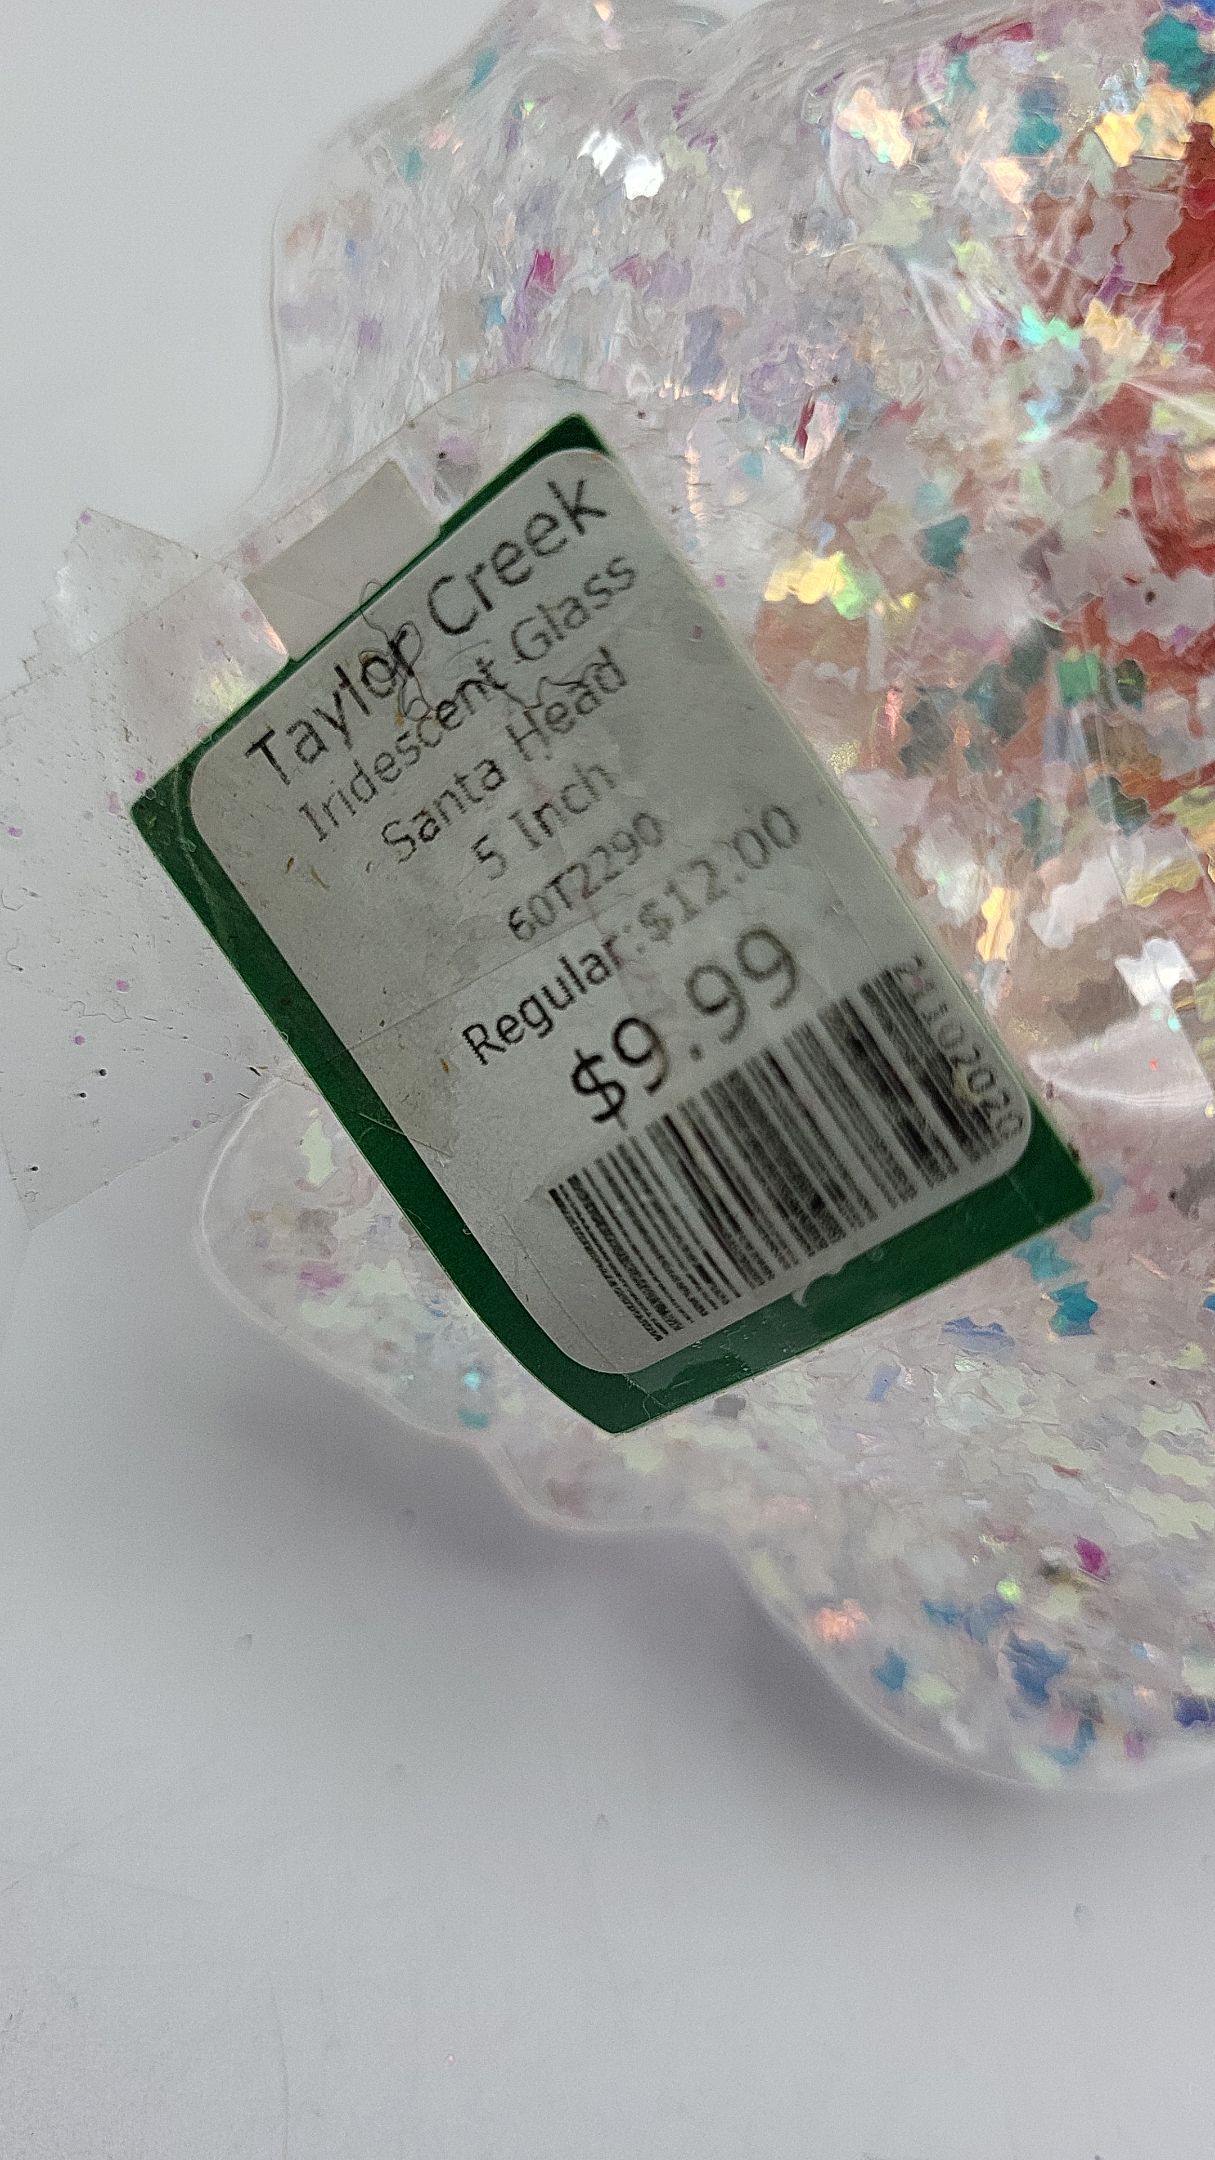 Taylor Creek
Iridescent Glass
Santa Head
5 Inch
60T2290
Regular:$12.00
$9.99